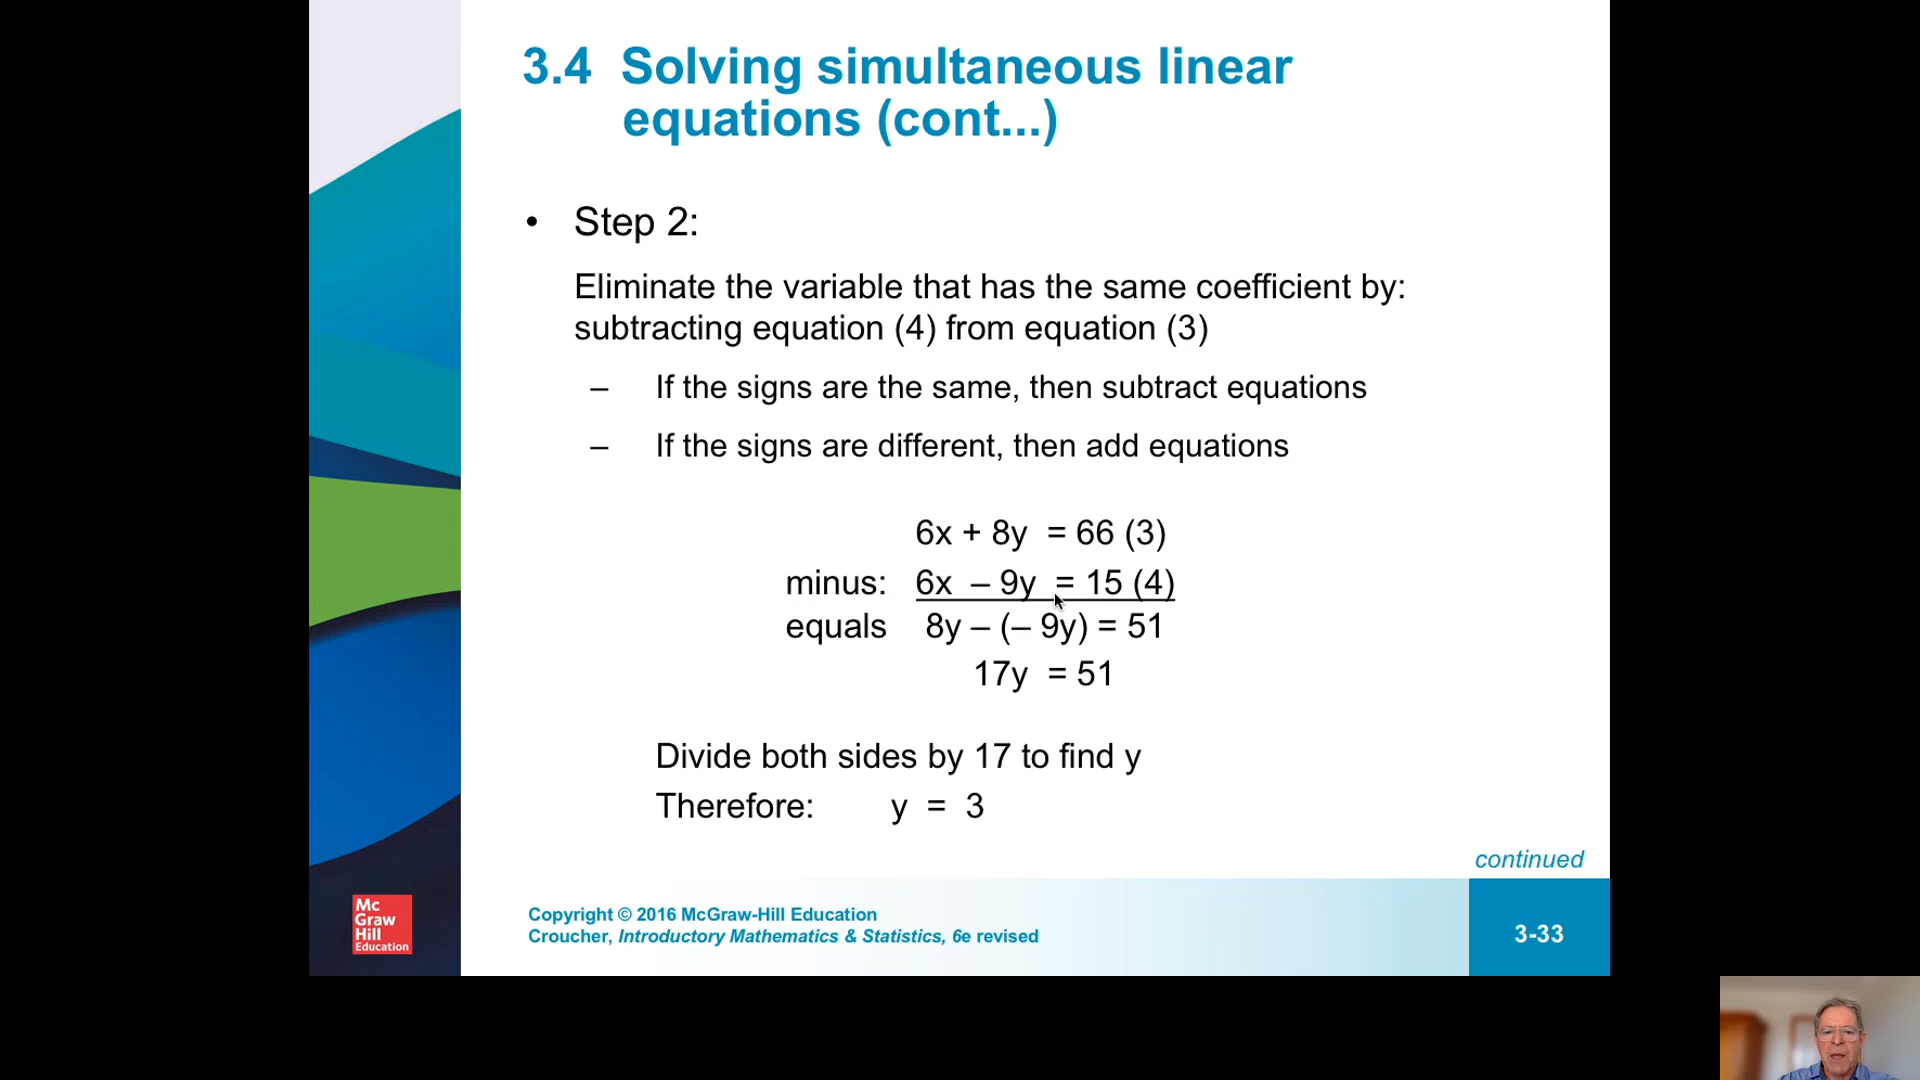 3.4 Solving simultaneous linear
equations (cont...)
• Step 2:
Eliminate the variable that has the same coefficient by:
subtracting equation (4) from equation (3)
– If the signs are the same, then subtract equations
– If the signs are different, then add equations
6x + 8y = 66 (3)
minus: 6x – 9y = 15 (4)
equals 8y – (– 9y) = 51
17y = 51
Divide both sides by 17 to find y
Therefore: y = 3
continued
Mc
Graw
Hill
Education
Copyright © 2016 McGraw-Hill Education
Croucher, Introductory Mathematics & Statistics, 6e revised
3-33